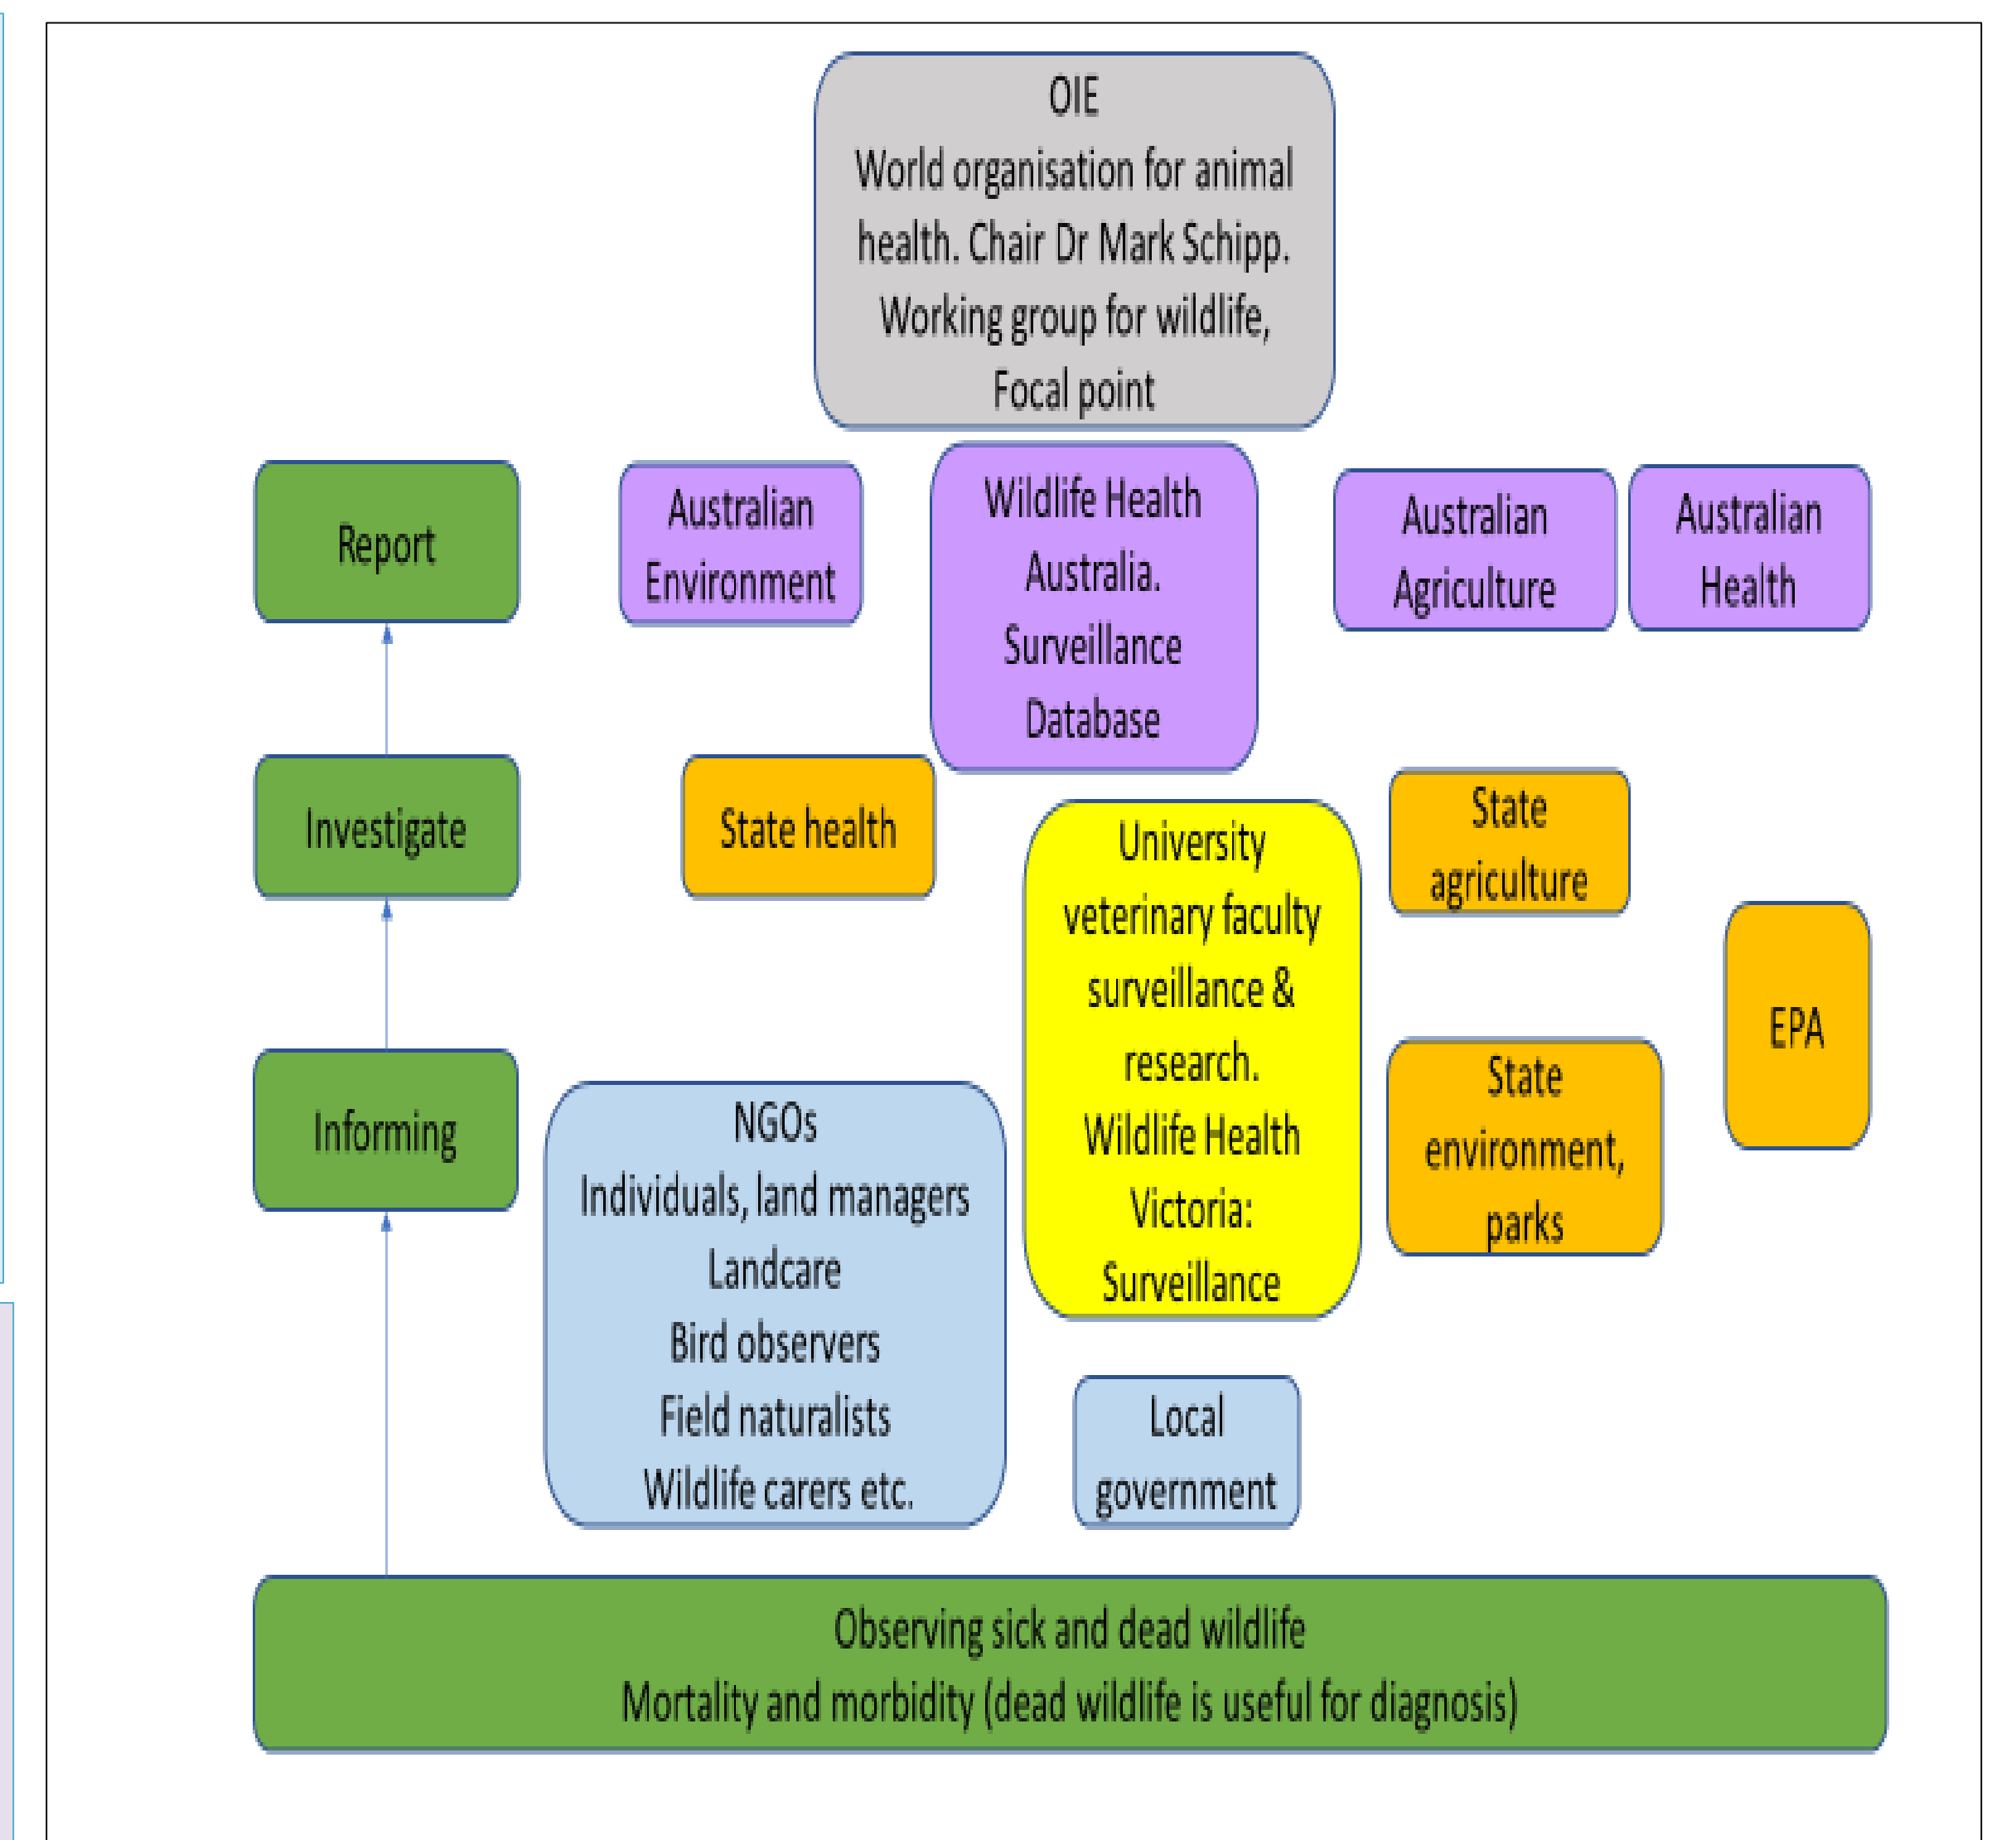 OIE
World organisation for animal
health. Chair Dr Mark Schipp.
Working group for wildlife,
Focal point
Report
Australian
Environment
Wildlife Health
Australia.
Surveillance
Database
Australian
Agriculture
Australian
Health
Investigate
State health
University
veterinary faculty
surveillance &
research.
Wildlife Health
Victoria:
Surveillance
State
agriculture
EPA
Informing
NGOs
Individuals, land managers
Landcare
Bird observers
Field naturalists
Wildlife carers etc.
State
environment,
parks
Local
government
Observing sick and dead wildlife
Mortality and morbidity (dead wildlife is useful for diagnosis)